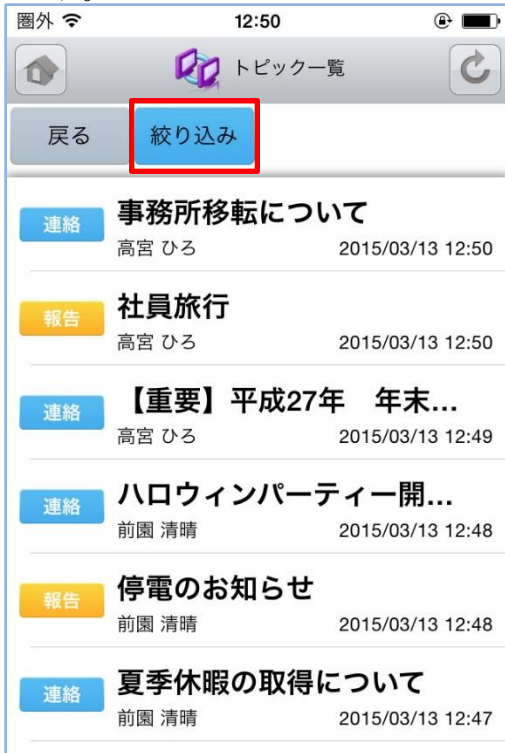 圏外 12:50
トピック一覧
戻る 絞り込み
連絡 事務所移転について
高宮 ひろ 2015/03/13 12:50
報告 社員旅行
高宮 ひろ 2015/03/13 12:50
連絡 【重要】平成27年　年末…
高宮 ひろ 2015/03/13 12:49
連絡 ハロウィンパーティー開…
前園 清晴 2015/03/13 12:48
報告 停電のお知らせ
前園 清晴 2015/03/13 12:48
連絡 夏季休暇の取得について
前園 清晴 2015/03/13 12:47